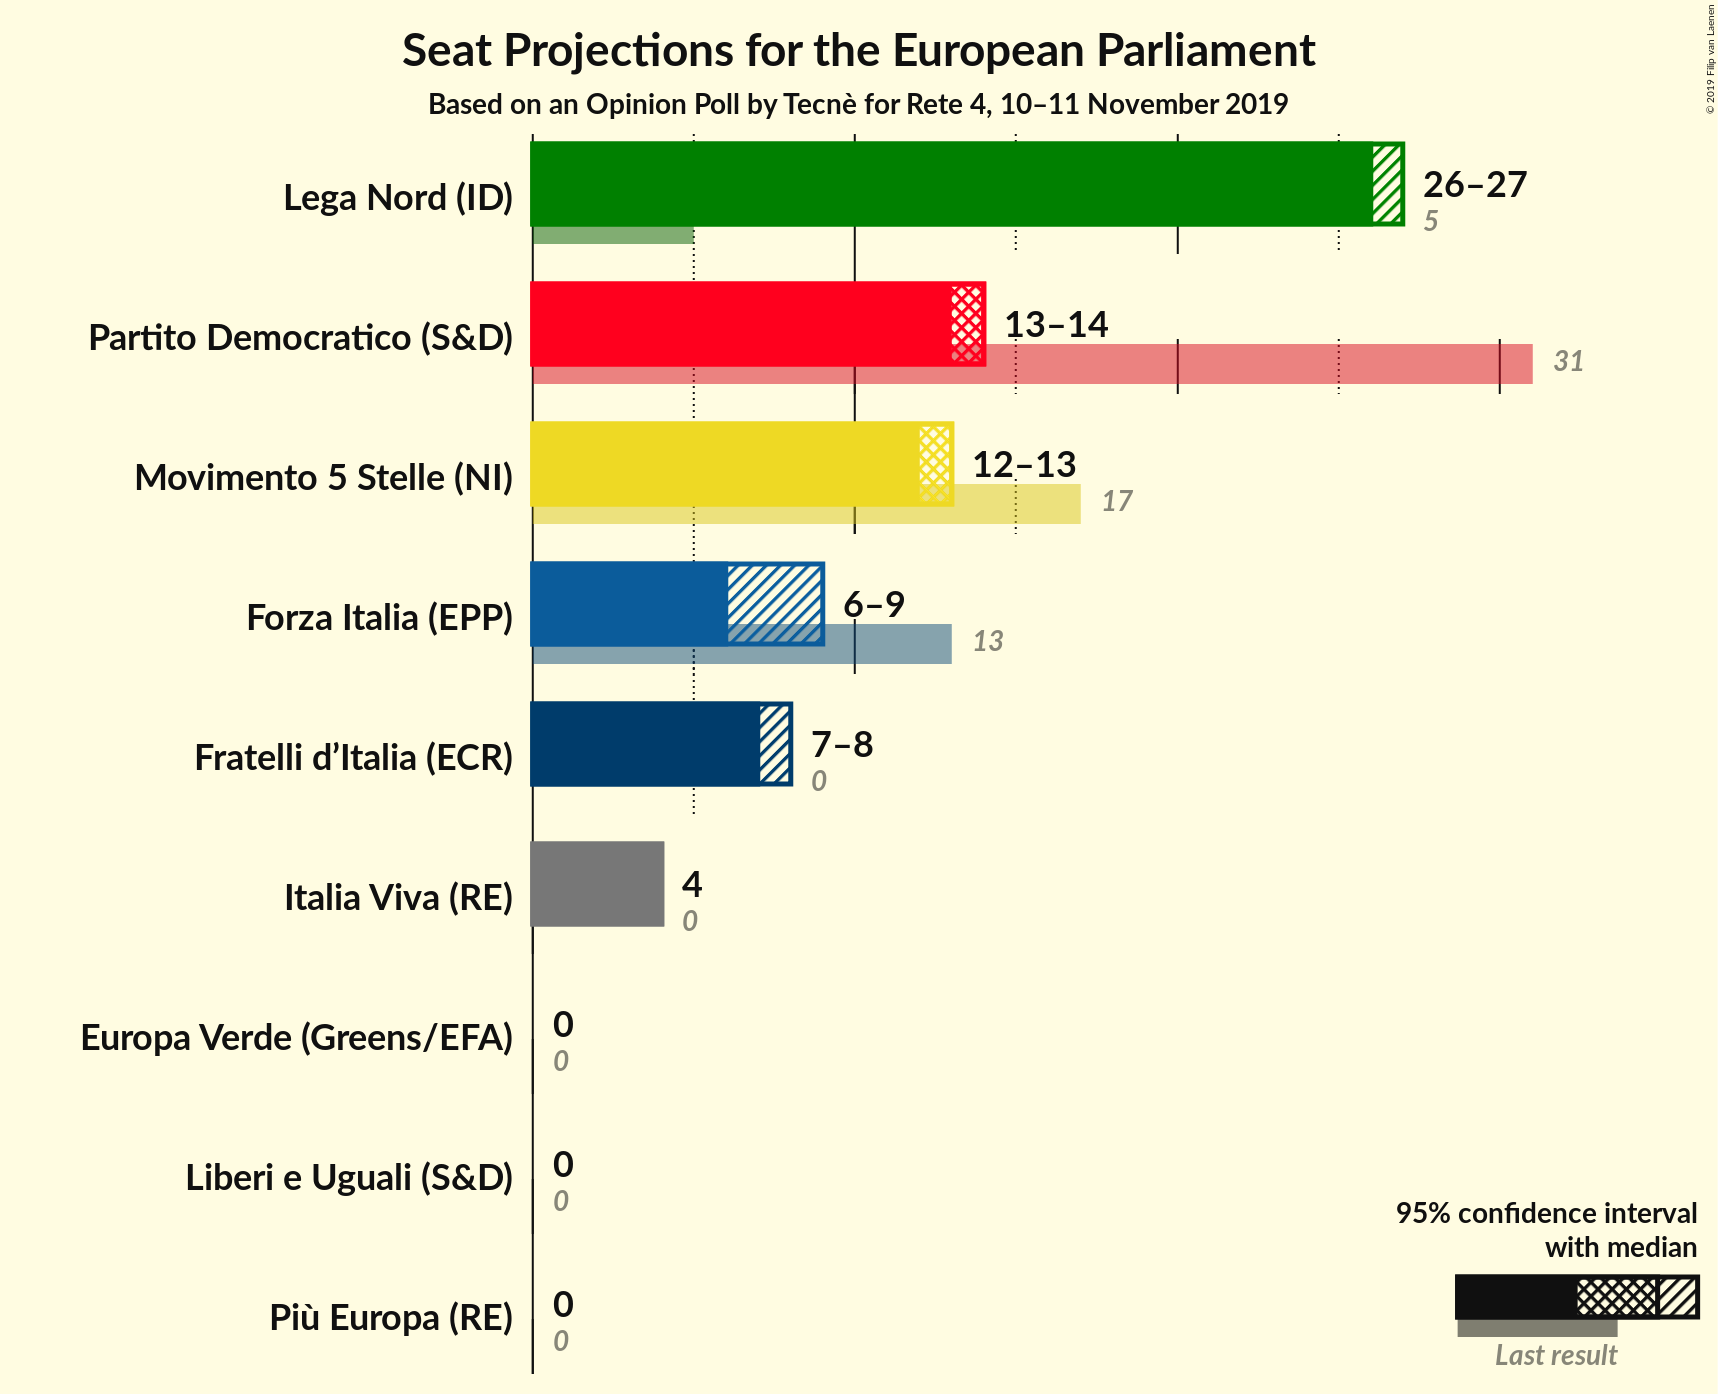 Seat Projections for the European Parliament
Based on an Opinion Poll by Tecnè for Rete 4, 10–11 November 2019
© 2019 Filip van Laenen
Lega Nord (ID)
26–27
5
Partito Democratico (S&D)
13–14
31
Movimento 5 Stelle (NI)
12–13
17
Forza Italia (EPP)
6–9
13
Fratelli d’Italia (ECR)
7–8
0
Italia Viva (RE)
4
0
Europa Verde (Greens/EFA)
0
0
Liberi e Uguali (S&D)
0
0
Più Europa (RE)
0
0
95% confidence interval
with median
Last result